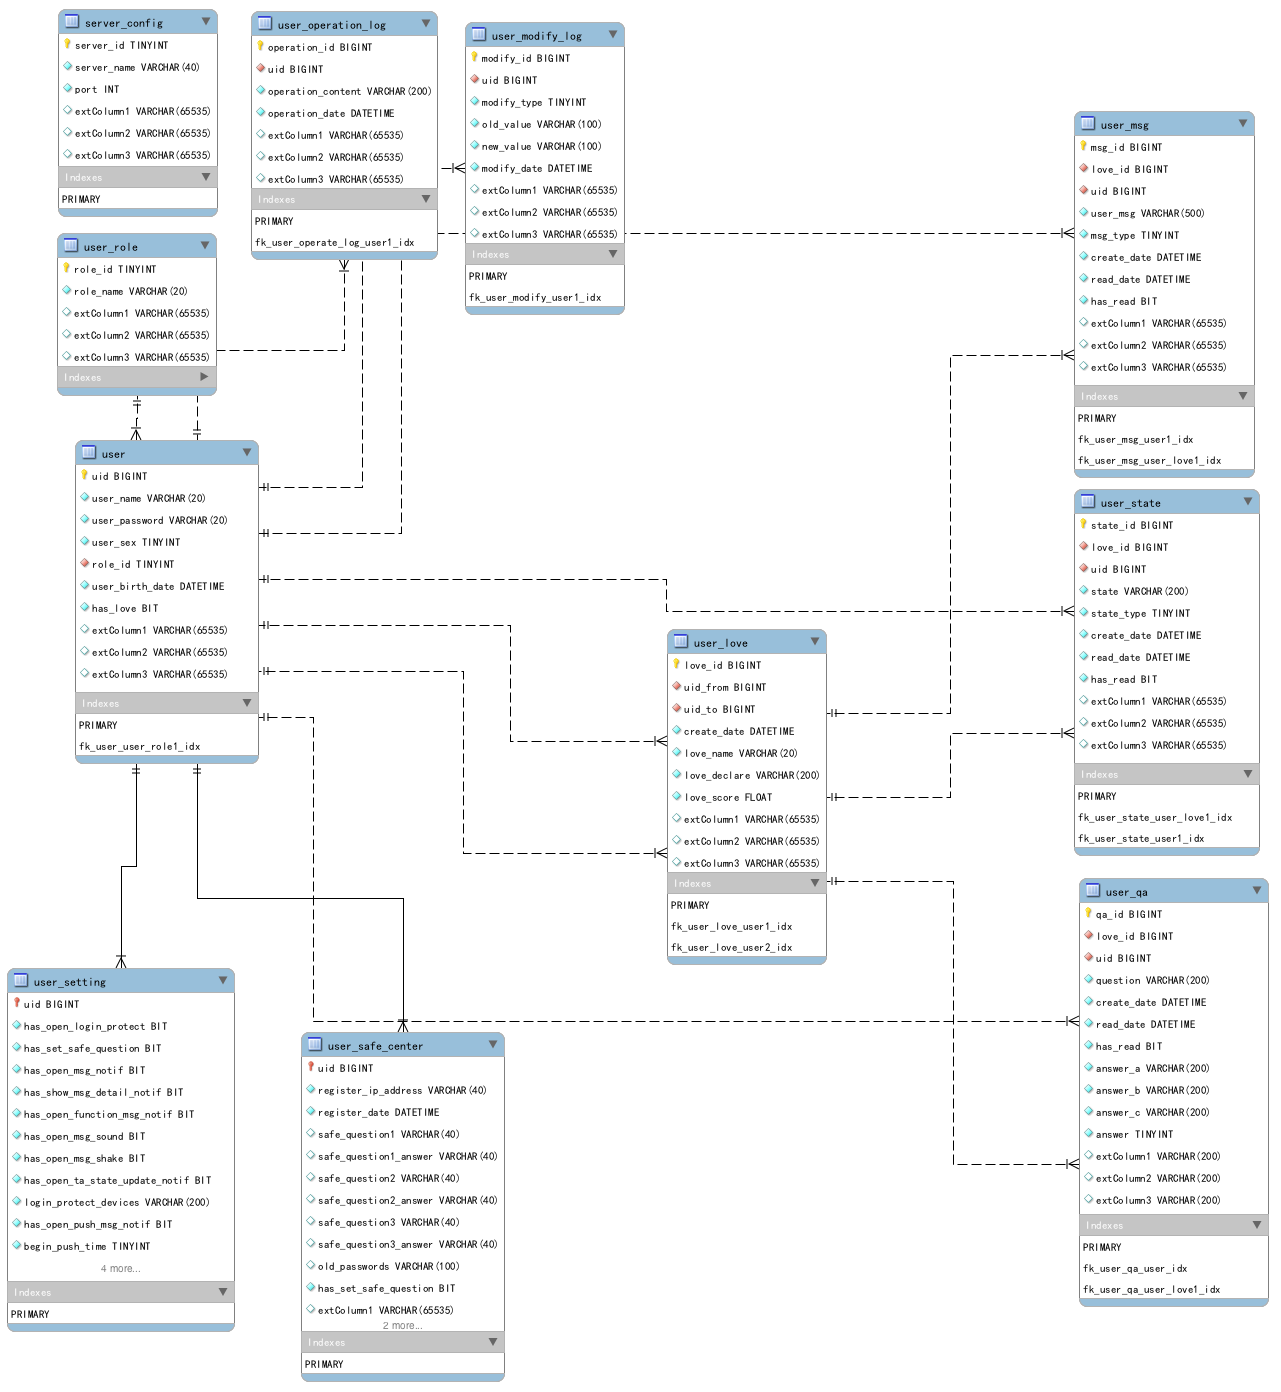 server_config
server_id TINYINT
server_name VARCHAR(40)
port INT
extColumn1 VARCHAR(65535)
extColumn2 VARCHAR(65535)
extColumn3 VARCHAR(65535)
Indexes
PRIMARY
user_operation_log
operation_id BIGINT
uid BIGINT
operation_content VARCHAR(200)
operation_date DATETIME
extColumn1 VARCHAR(65535)
extColumn2 VARCHAR(65535)
extColumn3 VARCHAR(65535)
Indexes
PRIMARY
fk_user_operate_log_user1_idx
user_modify_log
modify_id BIGINT
uid BIGINT
modify_type TINYINT
old_value VARCHAR(100)
new_value VARCHAR(100)
modify_date DATETIME
extColumn1 VARCHAR(65535)
extColumn2 VARCHAR(65535)
extColumn3 VARCHAR(65535)
Indexes
PRIMARY
fk_user_modify_user1_idx
user_msg
msg_id BIGINT
love_id BIGINT
uid BIGINT
user_msg VARCHAR(500)
msg_type TINYINT
create_date DATETIME
read_date DATETIME
has_read BIT
extColumn1 VARCHAR(65535)
extColumn2 VARCHAR(65535)
extColumn3 VARCHAR(65535)
Indexes
PRIMARY
fk_user_msg_user1_idx
fk_user_msg_user_love1_idx
user_role
role_id TINYINT
role_name VARCHAR(20)
extColumn1 VARCHAR(65535)
extColumn2 VARCHAR(65535)
extColumn3 VARCHAR(65535)
Indexes
user
uid BIGINT
user_name VARCHAR(20)
user_password VARCHAR(20)
user_sex TINYINT
role_id TINYINT
user_birth_date DATETIME
has_love BIT
extColumn1 VARCHAR(65535)
extColumn2 VARCHAR(65535)
extColumn3 VARCHAR(65535)
Indexes
PRIMARY
fk_user_user_role1_idx
user_state
state_id BIGINT
love_id BIGINT
uid BIGINT
state VARCHAR(200)
state_type TINYINT
create_date DATETIME
read_date DATETIME
has_read BIT
extColumn1 VARCHAR(65535)
extColumn2 VARCHAR(65535)
extColumn3 VARCHAR(65535)
Indexes
PRIMARY
fk_user_state_user_love1_idx
fk_user_state_user1_idx
user_love
love_id BIGINT
uid_from BIGINT
uid_to BIGINT
create_date DATETIME
love_name VARCHAR(20)
love_declare VARCHAR(200)
love_score FLOAT
extColumn1 VARCHAR(65535)
extColumn2 VARCHAR(65535)
extColumn3 VARCHAR(65535)
Indexes
PRIMARY
fk_user_love_user1_idx
fk_user_love_user2_idx
user_qa
qa_id BIGINT
love_id BIGINT
uid BIGINT
question VARCHAR(200)
create_date DATETIME
read_date DATETIME
has_read BIT
answer_a VARCHAR(200)
answer_b VARCHAR(200)
answer_c VARCHAR(200)
answer TINYINT
extColumn1 VARCHAR(200)
extColumn2 VARCHAR(200)
extColumn3 VARCHAR(200)
Indexes
PRIMARY
fk_user_qa_user_idx
fk_user_qa_user_love1_idx
user_setting
uid BIGINT
has_open_login_protect BIT
has_set_safe_question BIT
has_open_msg_notif BIT
has_show_msg_detail_notif BIT
has_open_function_msg_notif BIT
has_open_msg_sound BIT
has_open_msg_shake BIT
has_open_ta_state_update_notif BIT
login_protect_devices VARCHAR(200)
has_open_push_msg_notif BIT
begin_push_time TINYINT
4 more...
Indexes
PRIMARY
user_safe_center
uid BIGINT
register_ip_address VARCHAR(40)
register_date DATETIME
safe_question1 VARCHAR(40)
safe_question1_answer VARCHAR(40)
safe_question2 VARCHAR(40)
safe_question2_answer VARCHAR(40)
safe_question3 VARCHAR(40)
safe_question3_answer VARCHAR(40)
old_passwords VARCHAR(100)
has_set_safe_question BIT
extColumn1 VARCHAR(65535)
2 more...
Indexes
PRIMARY